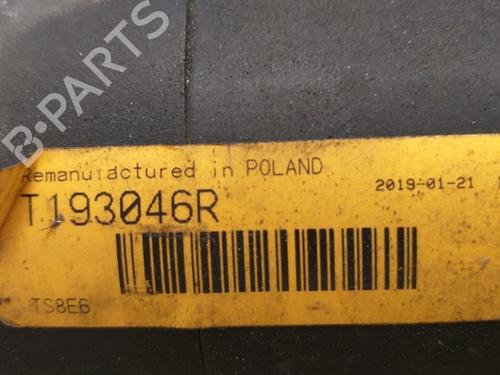 B-PARTS
Remanufactured in POLAND
2019-01-21
T193046R
TS8E6